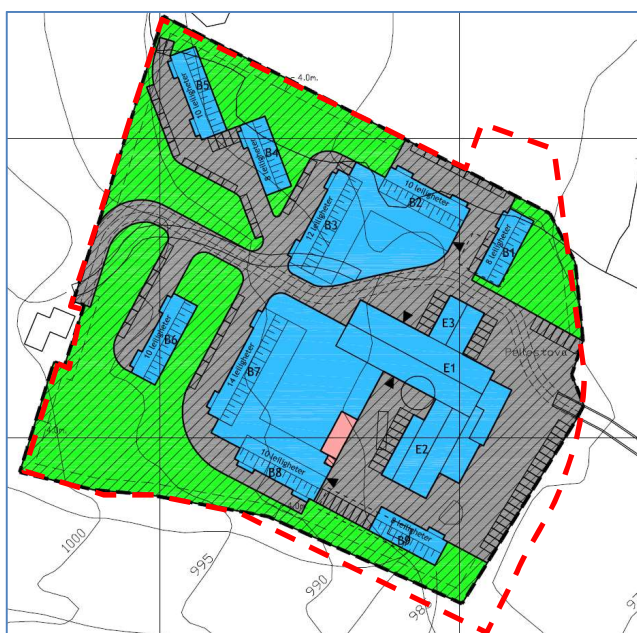 4.0m.
B5
10 leiligheter
B4
8 leiligheter
10 leiligheter
B2
12 leiligheter
B3
8 leiligheter
B1
E3
Pållastova
E1
10 leiligheter
B6
14 leiligheter
B7
E2
4.0m.
10 leiligheter
B8
8 leiligheter
B9
1000
995
990